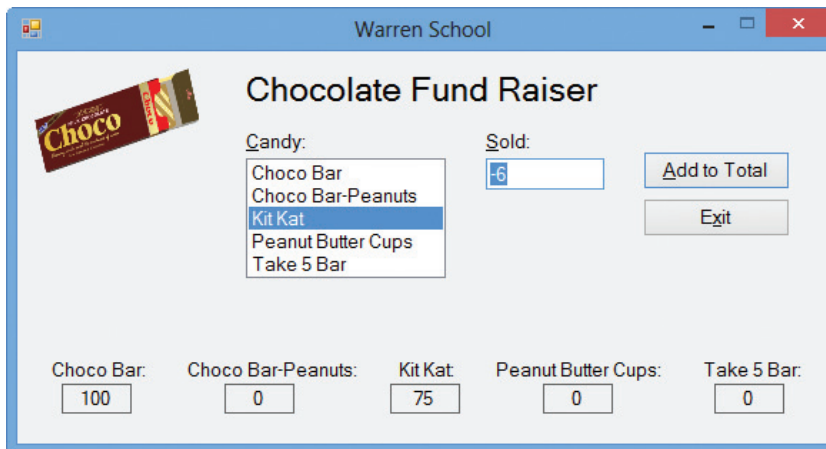 Warren School
Choco
Choco
Chocolate Fund Raiser
Candy:
Sold:
Choco Bar
Choco Bar-Peanuts
Kit Kat
Peanut Butter Cups
Take 5 Bar
-6
Add to Total
Exit
Choco Bar: Choco Bar-Peanuts: Kit Kat: Peanut Butter Cups: Take 5 Bar:
100 0 75 0 0